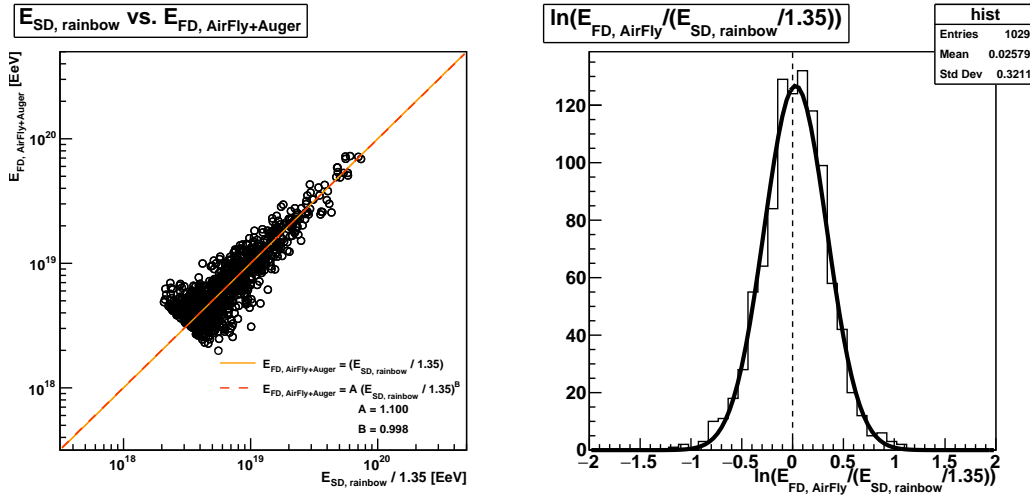 E_SD, rainbow vs. E_FD, AirFly+Auger
E_FD, AirFly+Auger [EeV]
10^20
10^19
10^18
E_FD, AirFly+Auger = (E_SD, rainbow / 1.35)
E_FD, AirFly+Auger = A (E_SD, rainbow / 1.35)^B
A = 1.100
B = 0.998
10^18 10^19 10^20
E_SD, rainbow / 1.35 [EeV]
ln(E_FD, AirFly/(E_SD, rainbow/1.35))
hist
Entries 1029
Mean 0.02579
Std Dev 0.3211
120
100
80
60
40
20
0
−2 −1.5 −1 −0.5 0 0.5 1 1.5 2
ln(E_FD, AirFly/(E_SD, rainbow/1.35))